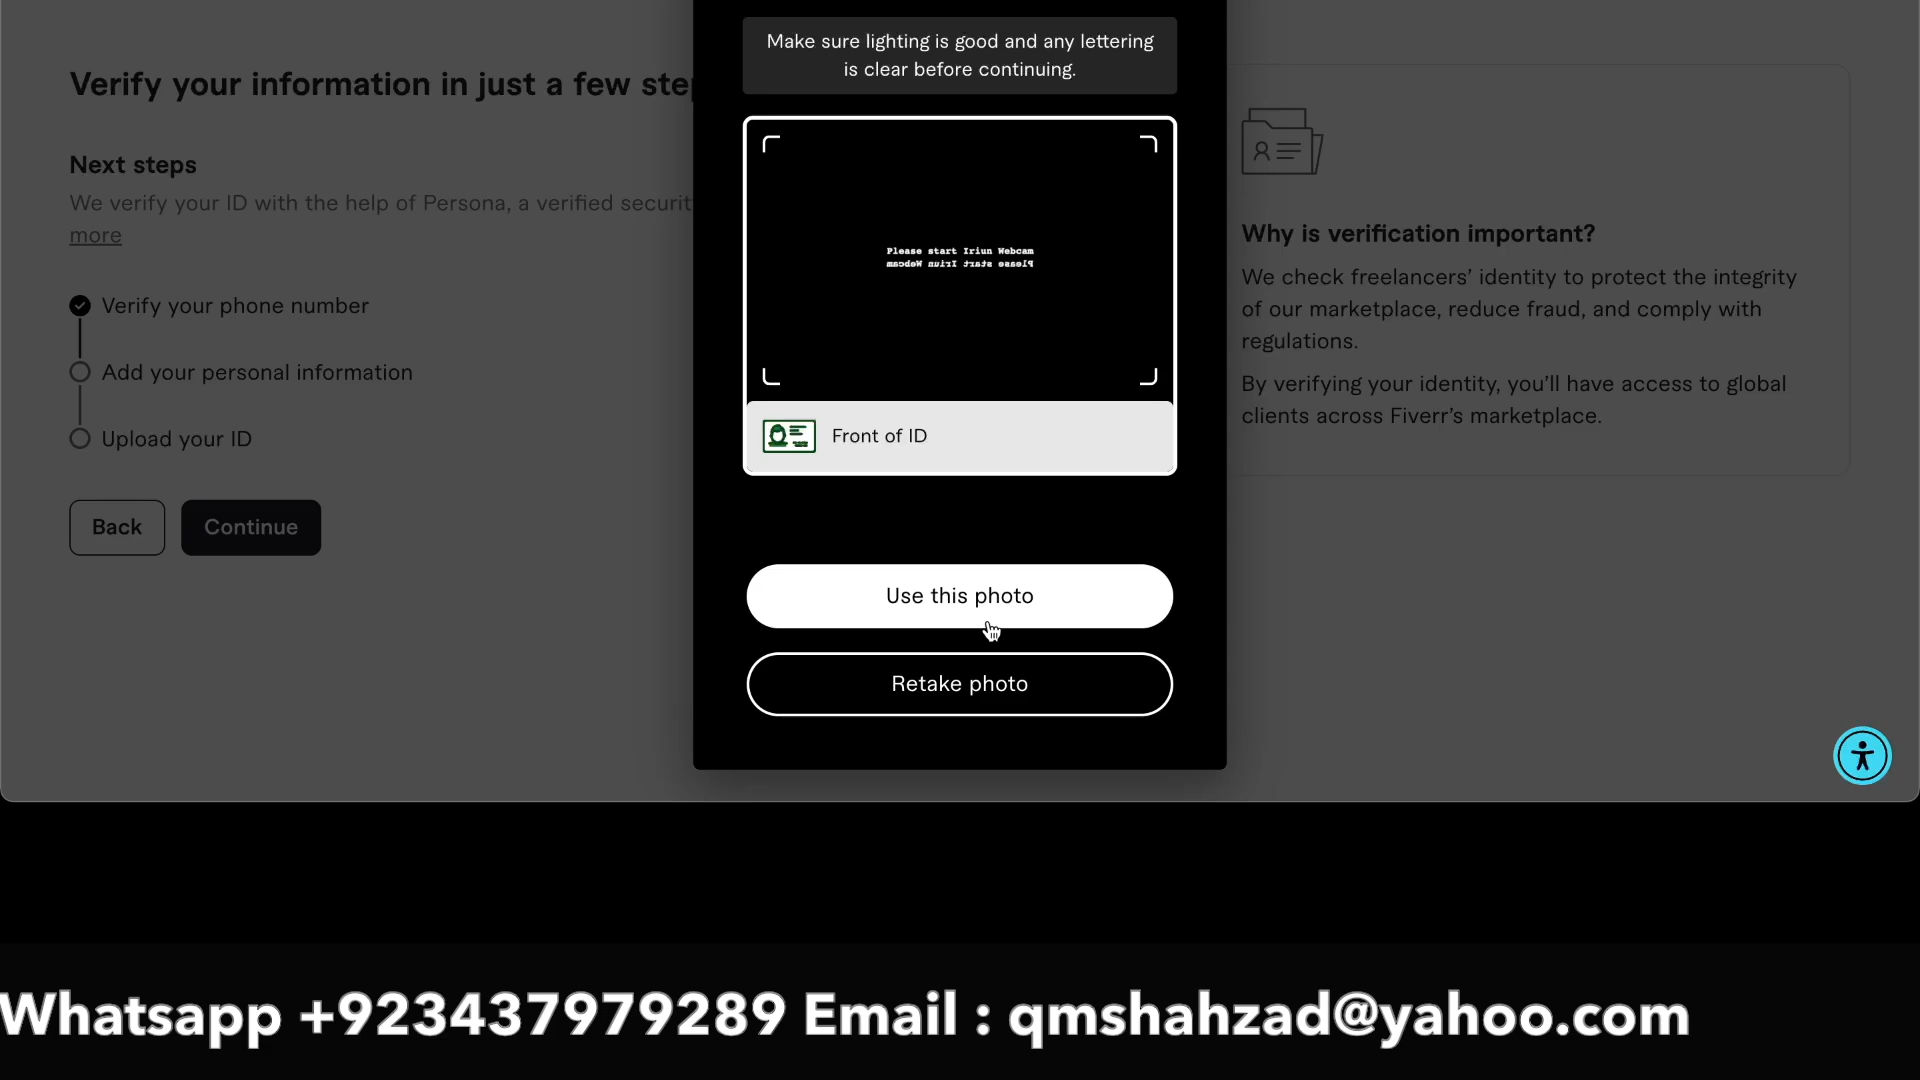 Make sure lighting is good and any lettering
is clear before continuing.
Verify your information in just a few ste
Next steps
We verify your ID with the help of Persona, a verified securit
more
Verify your phone number
Add your personal information
Upload your ID
Back
Continue
Please start Iriun Webcam
Please start Iriun Webcam
Front of ID
Use this photo
Retake photo
Why is verification important?
We check freelancers’ identity to protect the integrity
of our marketplace, reduce fraud, and comply with
regulations.
By verifying your identity, you’ll have access to global
clients across Fiverr’s marketplace.
Whatsapp +923437979289 Email : qmshahzad@yahoo.com